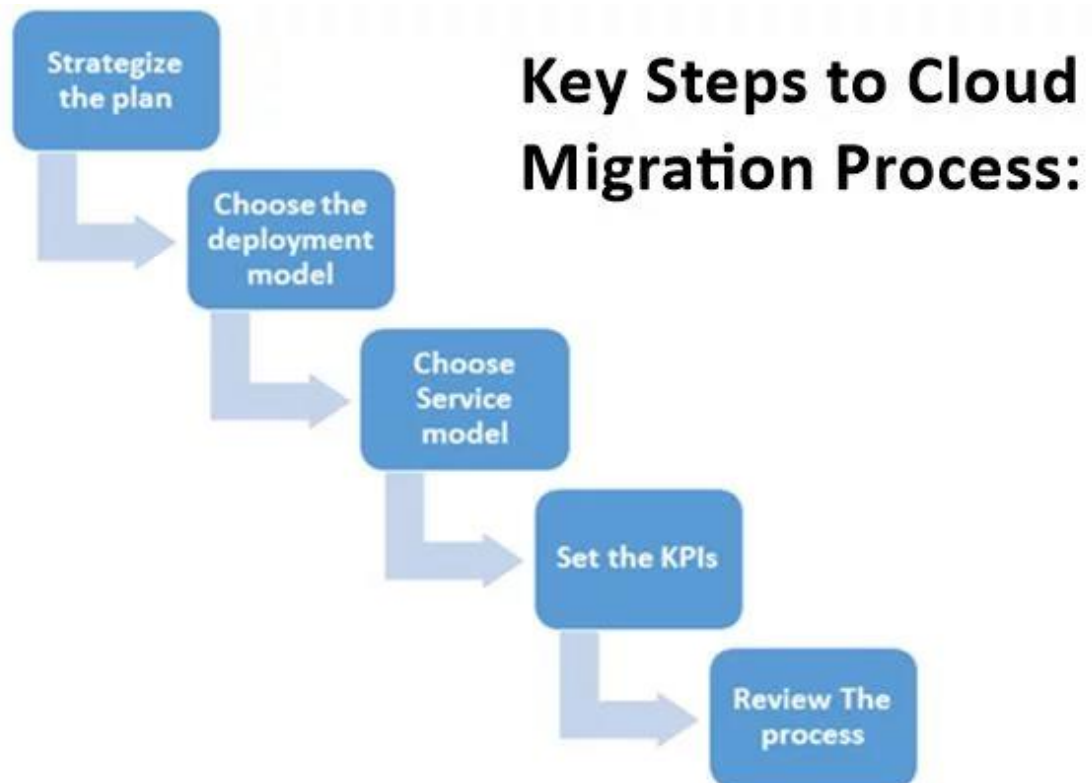 Key Steps to Cloud
Migration Process:
Strategize
the plan
Choose the
deployment
model
Choose
Service
model
Set the KPIs
Review The
process